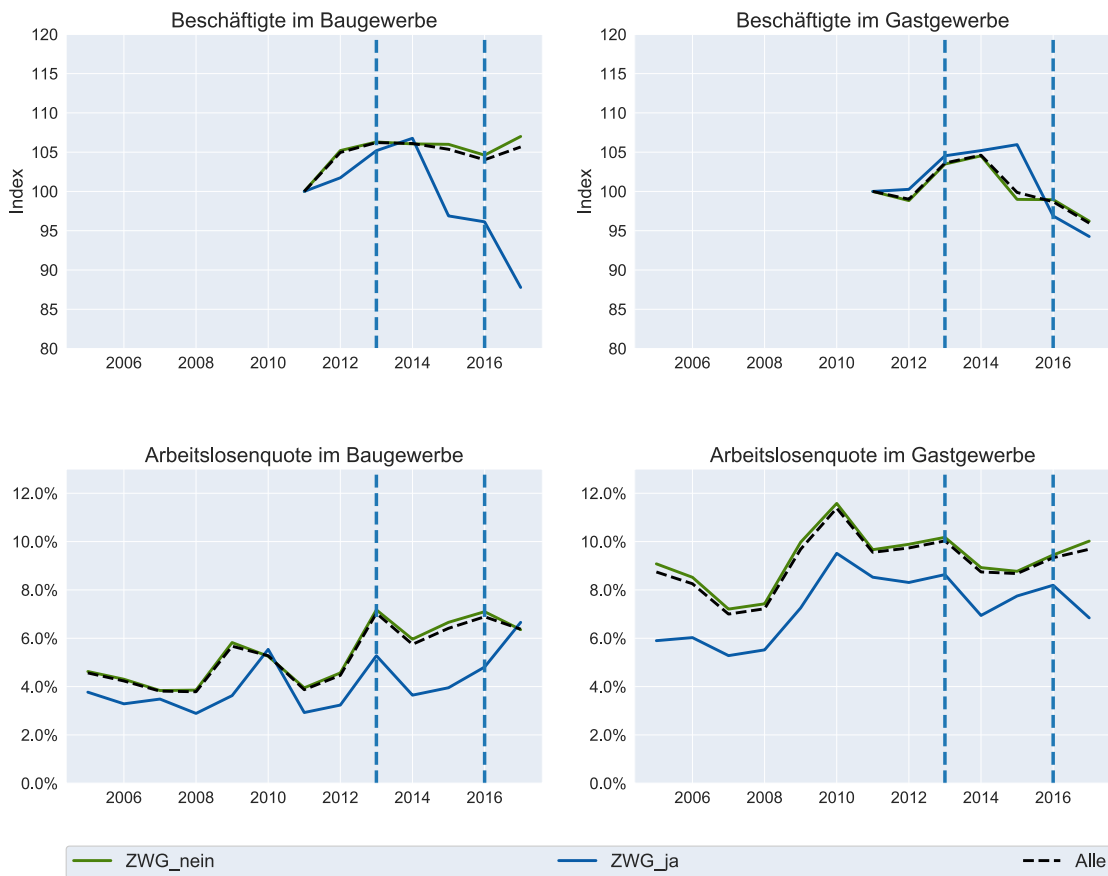 Beschäftigte im Baugewerbe
120
115
110
105
100
95
90
85
80
Index
2006 2008 2010 2012 2014 2016
Beschäftigte im Gastgewerbe
120
115
110
105
100
95
90
85
80
Index
2006 2008 2010 2012 2014 2016
Arbeitslosenquote im Baugewerbe
12.0%
10.0%
8.0%
6.0%
4.0%
2.0%
0.0%
2006 2008 2010 2012 2014 2016
Arbeitslosenquote im Gastgewerbe
12.0%
10.0%
8.0%
6.0%
4.0%
2.0%
0.0%
2006 2008 2010 2012 2014 2016
ZWG_nein ZWG_ja Alle